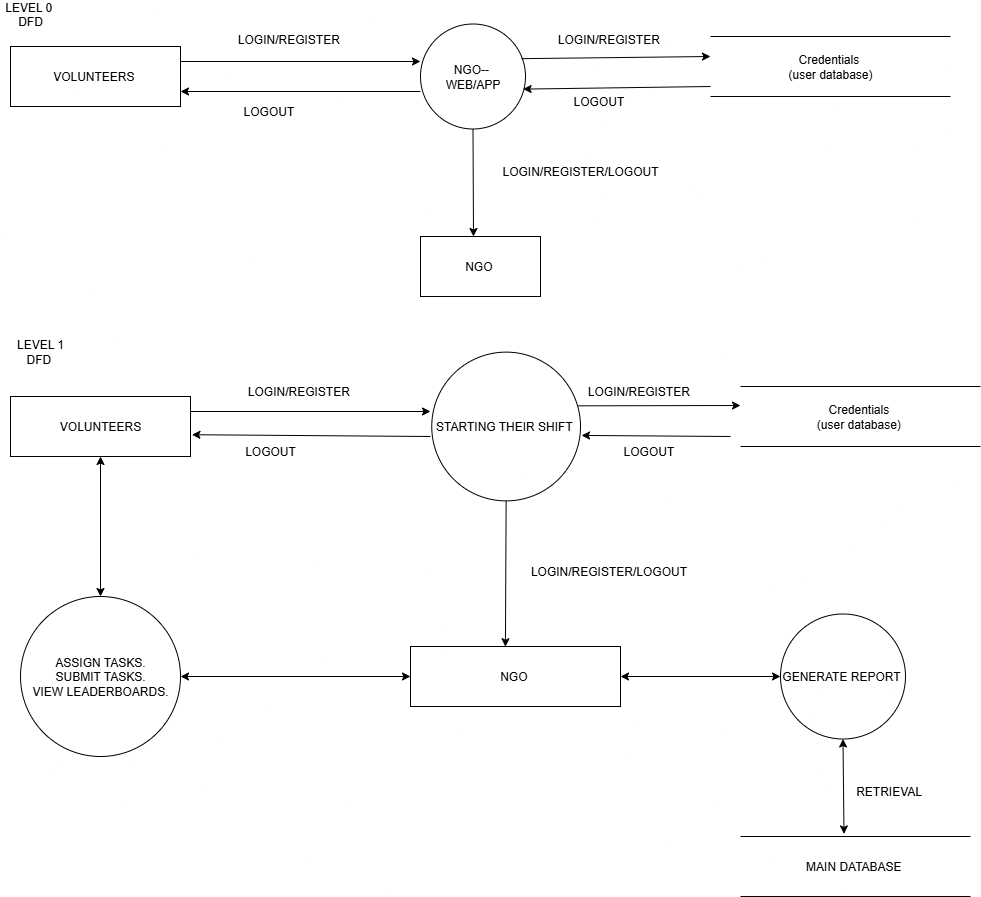 LEVEL 0
DFD
LOGIN/REGISTER
LOGIN/REGISTER
VOLUNTEERS
NGO--
WEB/APP
Credentials
(user database)
LOGOUT
LOGOUT
LOGIN/REGISTER/LOGOUT
NGO
LEVEL 1
DFD
LOGIN/REGISTER
LOGIN/REGISTER
VOLUNTEERS
STARTING THEIR SHIFT
Credentials
(user database)
LOGOUT
LOGOUT
LOGIN/REGISTER/LOGOUT
ASSIGN TASKS.
SUBMIT TASKS.
VIEW LEADERBOARDS.
NGO
GENERATE REPORT
RETRIEVAL
MAIN DATABASE